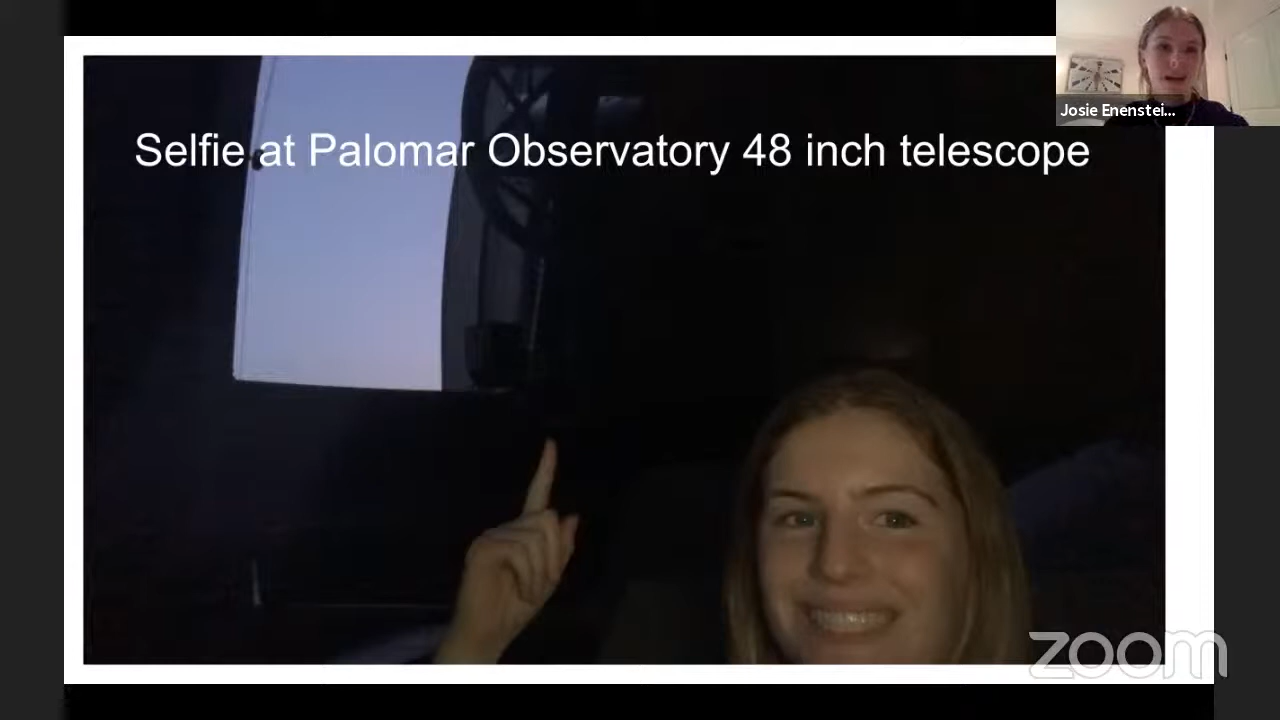 Josie Enenstei...
Selfie at Palomar Observatory 48 inch telescope
zoom